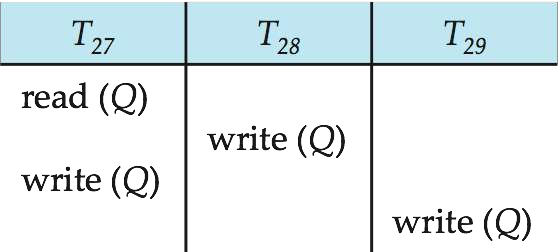 T27 T28 T29
read (Q)
write (Q)
write (Q)
write (Q)